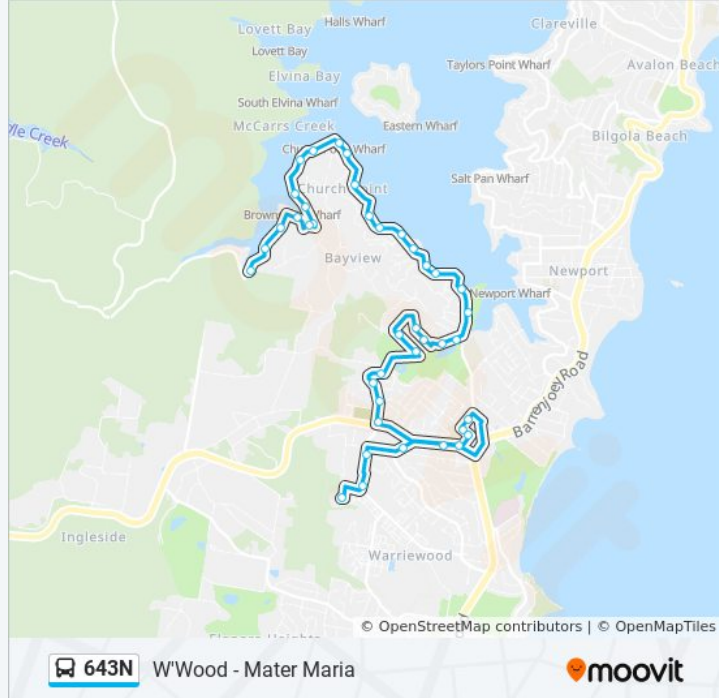 Halls Wharf
Clareville
Lovett Bay
Lovett Bay
Taylors Point Wharf
Avalon Beach
Elvina Bay
South Elvina Wharf
McCarrs Creek
Eastern Wharf
Creek
Bilgola Beach
Wharf
Salt Pan Wharf
Church Point
Wharf
Bayview
Newport
Newport Wharf
Barrenjoey Road
Ingleside
Warriewood
© OpenStreetMap contributors | © OpenMapTiles
643N
W'Wood - Mater Maria
moovit